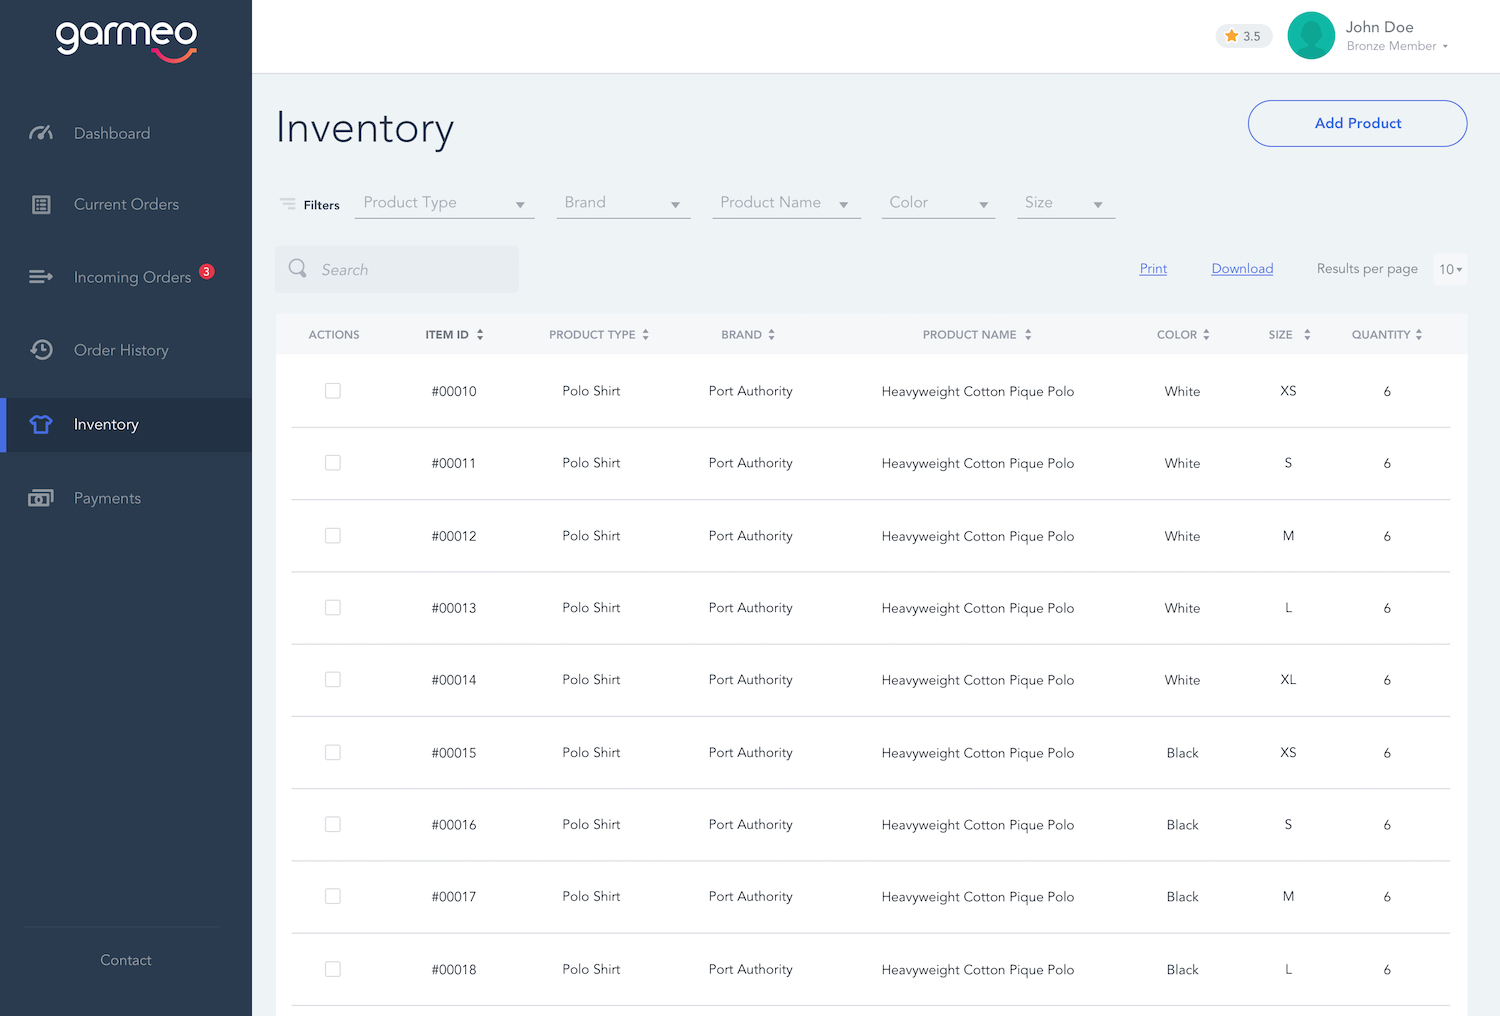 garmeo
3.5
John Doe
Bronze Member
Dashboard
Current Orders
Incoming Orders 3
Order History
Inventory
Payments
Contact
Inventory
Add Product
Filters Product Type Brand Product Name Color Size
Search
Print Download Results per page 10
ACTIONS ITEM ID PRODUCT TYPE BRAND PRODUCT NAME COLOR SIZE QUANTITY
#00010 Polo Shirt Port Authority Heavyweight Cotton Pique Polo White XS 6
#00011 Polo Shirt Port Authority Heavyweight Cotton Pique Polo White S 6
#00012 Polo Shirt Port Authority Heavyweight Cotton Pique Polo White M 6
#00013 Polo Shirt Port Authority Heavyweight Cotton Pique Polo White L 6
#00014 Polo Shirt Port Authority Heavyweight Cotton Pique Polo White XL 6
#00015 Polo Shirt Port Authority Heavyweight Cotton Pique Polo Black XS 6
#00016 Polo Shirt Port Authority Heavyweight Cotton Pique Polo Black S 6
#00017 Polo Shirt Port Authority Heavyweight Cotton Pique Polo Black M 6
#00018 Polo Shirt Port Authority Heavyweight Cotton Pique Polo Black L 6